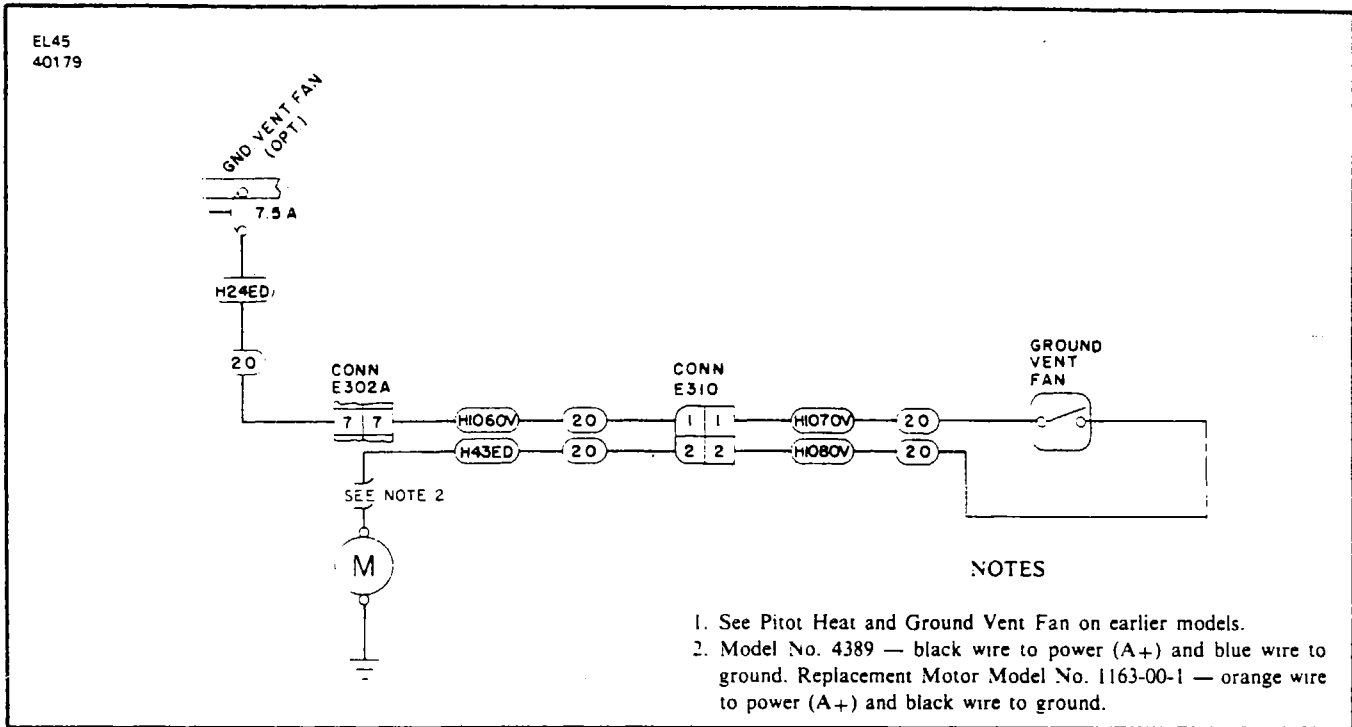 EL45
40179
GND VENT FAN
(OPT)
7.5 A
H24ED
20
CONN
E302A
7 7
H1060V
20
CONN
E310
1 1
H1070V
20
GROUND
VENT
FAN
H43ED
20
2 2
H1080V
20
SEE NOTE 2
M
NOTES
1. See Pitot Heat and Ground Vent Fan on earlier models.
2. Model No. 4389 — black wire to power (A+) and blue wire to
ground. Replacement Motor Model No. 1163-00-1 — orange wire
to power (A+) and black wire to ground.